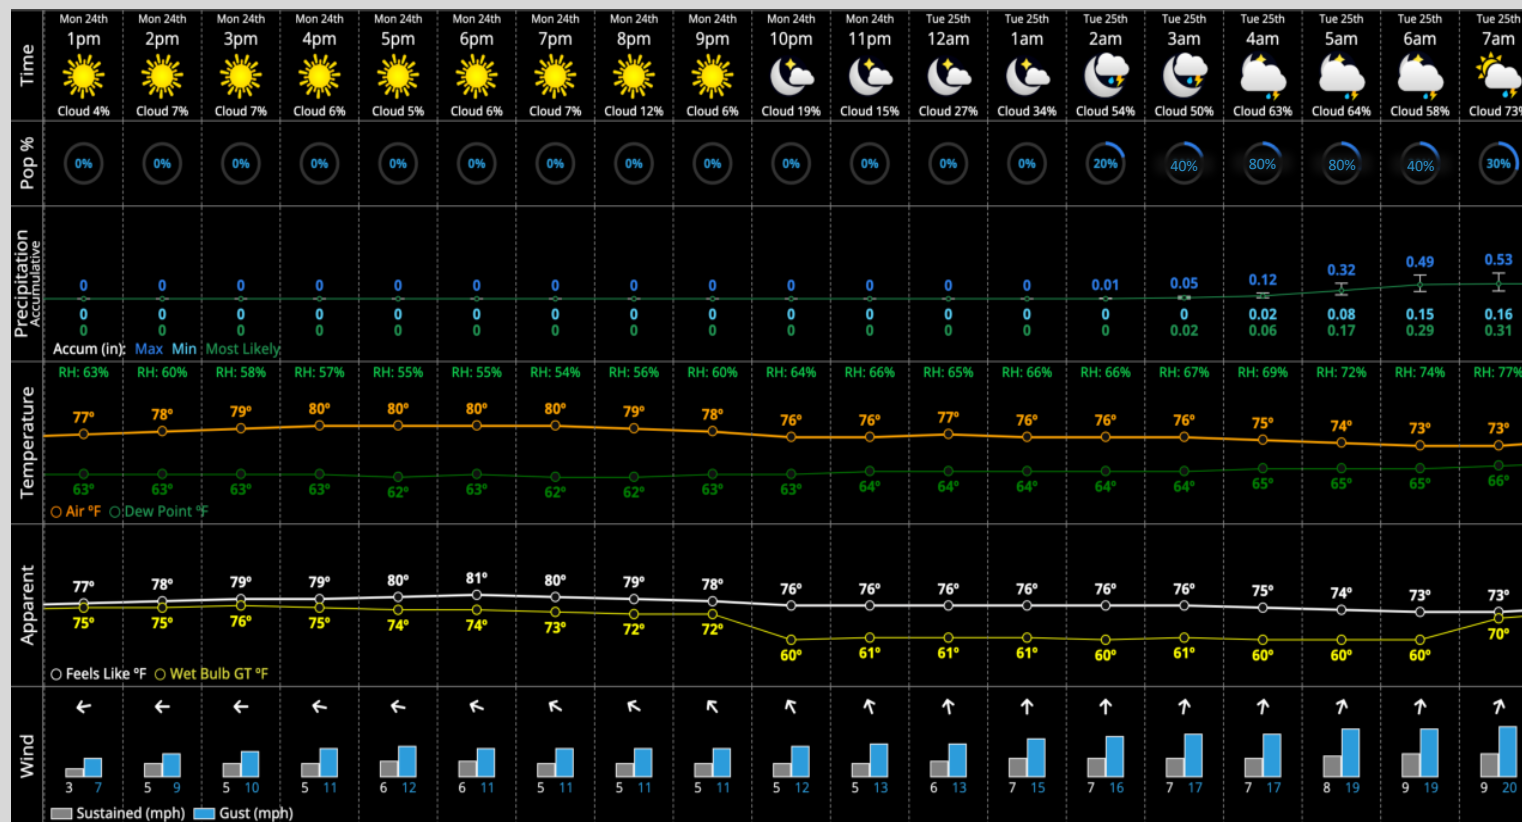 Time
Mon 24th Mon 24th Mon 24th Mon 24th Mon 24th Mon 24th Mon 24th Mon 24th Mon 24th Mon 24th Mon 24th Tue 25th Tue 25th Tue 25th Tue 25th Tue 25th Tue 25th Tue 25th Tue 25th
1pm 2pm 3pm 4pm 5pm 6pm 7pm 8pm 9pm 10pm 11pm 12am 1am 2am 3am 4am 5am 6am 7am
Cloud 4% Cloud 7% Cloud 7% Cloud 6% Cloud 5% Cloud 6% Cloud 7% Cloud 12% Cloud 6% Cloud 19% Cloud 15% Cloud 27% Cloud 34% Cloud 54% Cloud 50% Cloud 63% Cloud 64% Cloud 58% Cloud 73%
Pop %
0% 0% 0% 0% 0% 0% 0% 0% 0% 0% 0% 0% 0% 20% 40% 80% 80% 40% 30%
Precipitation
Accumulative
0 0 0 0 0 0 0 0 0 0 0 0 0 0.01 0.05 0.12 0.32 0.49 0.53
0 0 0 0 0 0 0 0 0 0 0 0 0 0 0 0.02 0.08 0.15 0.16
0 0 0 0 0 0 0 0 0 0 0 0 0 0 0.02 0.06 0.17 0.29 0.31
Accum (in): Max Min Most Likely
Temperature
RH: 63% RH: 60% RH: 58% RH: 57% RH: 55% RH: 55% RH: 54% RH: 56% RH: 60% RH: 64% RH: 66% RH: 65% RH: 66% RH: 66% RH: 67% RH: 69% RH: 72% RH: 74% RH: 77%
77° 78° 79° 80° 80° 80° 80° 79° 78° 76° 76° 77° 76° 76° 76° 75° 74° 73° 73°
63° 63° 63° 63° 62° 63° 62° 62° 63° 63° 64° 64° 64° 64° 64° 65° 65° 65° 66°
Air ºF Dew Point ºF
Apparent
77° 78° 79° 79° 80° 81° 80° 79° 78° 76° 76° 76° 76° 76° 76° 75° 74° 73° 73°
75° 75° 76° 75° 74° 74° 73° 72° 72° 60° 61° 61° 61° 60° 61° 60° 60° 60° 70°
Feels Like ºF Wet Bulb GT ºF
Wind
3 7 5 9 5 10 5 11 6 12 6 11 5 11 5 11 5 11 5 12 5 13 6 13 7 15 7 16 7 17 7 17 8 19 9 19 9 20
Sustained (mph) Gust (mph)